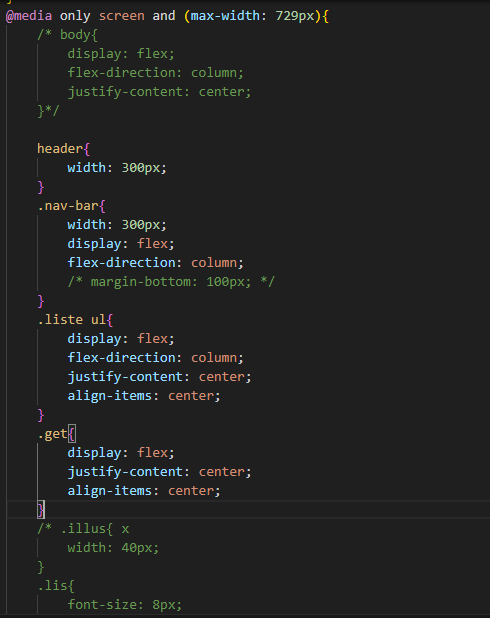 @media only screen and (max-width: 729px){
/* body{
display: flex;
flex-direction: column;
justify-content: center;
}*/
header{
width: 300px;
}
.nav-bar{
width: 300px;
display: flex;
flex-direction: column;
/* margin-bottom: 100px; */
}
.liste ul{
display: flex;
flex-direction: column;
justify-content: center;
align-items: center;
}
.get{
display: flex;
justify-content: center;
align-items: center;
}
/* .illus{ x
width: 40px;
}
.lis{
font-size: 8px;